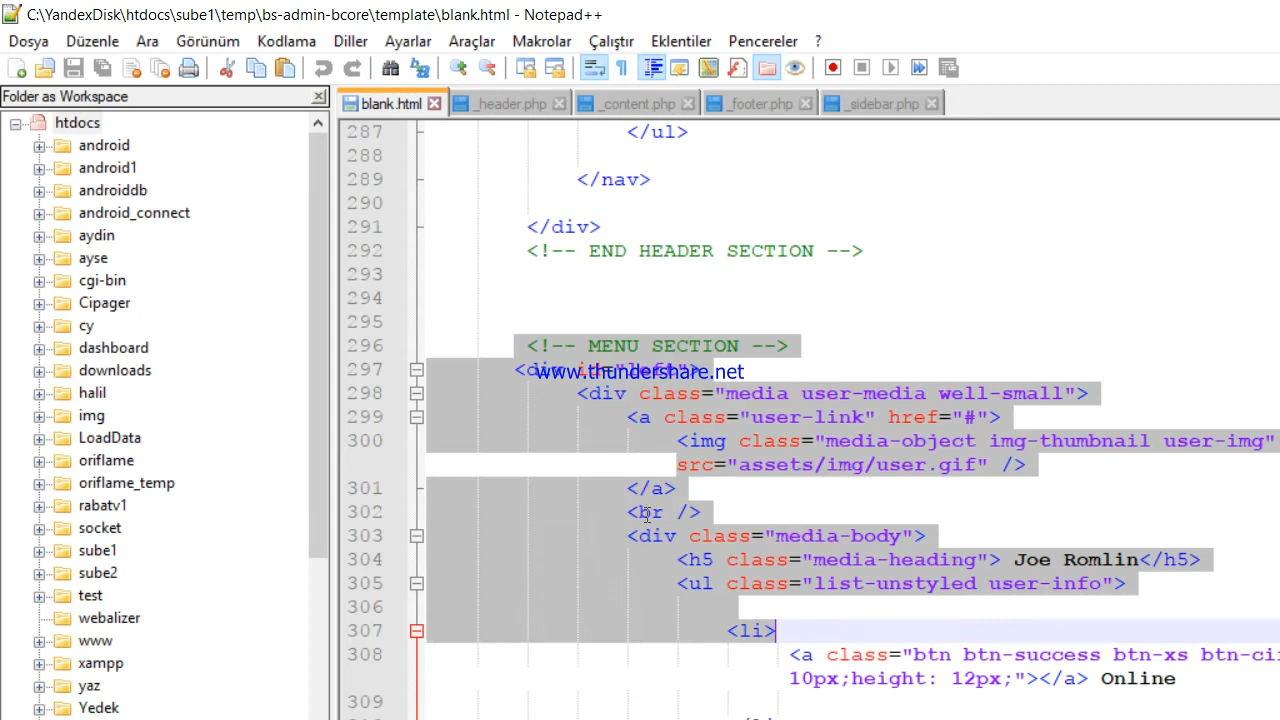 C:\YandexDisk\htdocs\sube1\temp\bs-admin-bcore\template\blank.html - Notepad++
Dosya Düzenle Ara Görünüm Kodlama Diller Ayarlar Araçlar Makrolar Çalıştır Eklentiler Pencereler ?
Folder as Workspace
blank.html _header.php _content.php _footer.php _sidebar.php
htdocs
android
android1
androiddb
android_connect
aydin
ayse
cgi-bin
Cipager
cy
dashboard
downloads
halil
img
LoadData
oriflame
oriflame_temp
rabatv1
socket
sube1
sube2
test
webalizer
www
xampp
yaz
Yedek
287 </ul>
288
289 </nav>
290
291 </div>
292 <!-- END HEADER SECTION -->
293
294
295
296 <!-- MENU SECTION -->
297 <div id="left">
www.thundershare.net
298 <div class="media user-media well-small">
299 <a class="user-link" href="#">
300 <img class="media-object img-thumbnail user-img"
src="assets/img/user.gif" />
301 </a>
302 <br />
303 <div class="media-body">
304 <h5 class="media-heading"> Joe Romlin</h5>
305 <ul class="list-unstyled user-info">
306
307 <li>
308 <a class="btn btn-success btn-xs btn-ci
10px;height: 12px;"></a> Online
309